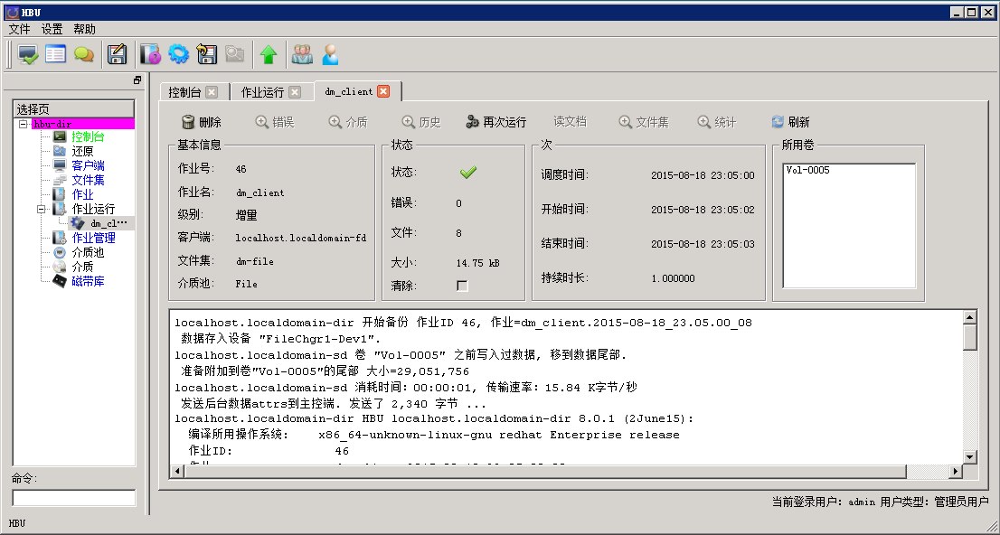 HBU
文件 设置 帮助
选择页
hbu-dir
控制台
还原
客户端
文件集
作业
作业运行
dm_cl...
作业管理
介质池
介质
磁带库
命令:
控制台 作业运行 dm_client
删除 错误 介质 历史 再次运行 读文档 文件集 统计 刷新
基本信息
作业号: 46
作业名: dm_client
级别: 增量
客户端: localhost.localdomain-fd
文件集: dm-file
介质池: File
状态
状态:
错误: 0
文件: 8
大小: 14.75 kB
清除:
次
调度时间: 2015-08-18 23:05:00
开始时间: 2015-08-18 23:05:02
结束时间: 2015-08-18 23:05:03
持续时长: 1.000000
所用卷
Vol-0005
localhost.localdomain-dir 开始备份 作业ID 46, 作业=dm_client.2015-08-18_23.05.00_08
数据存入设备 "FileChgr1-Dev1".
localhost.localdomain-sd 卷 "Vol-0005" 之前写入过数据, 移到数据尾部.
准备附加到卷"Vol-0005"的尾部 大小=29,051,756
localhost.localdomain-sd 消耗时间: 00:00:01, 传输速率: 15.84 K字节/秒
发送后台数据attrs到主控端. 发送了 2,340 字节 ...
localhost.localdomain-dir HBU localhost.localdomain-dir 8.0.1 (2June15):
编译所用操作系统: x86_64-unknown-linux-gnu redhat Enterprise release
作业ID: 46
当前登录用户: admin 用户类型: 管理员用户
HBU